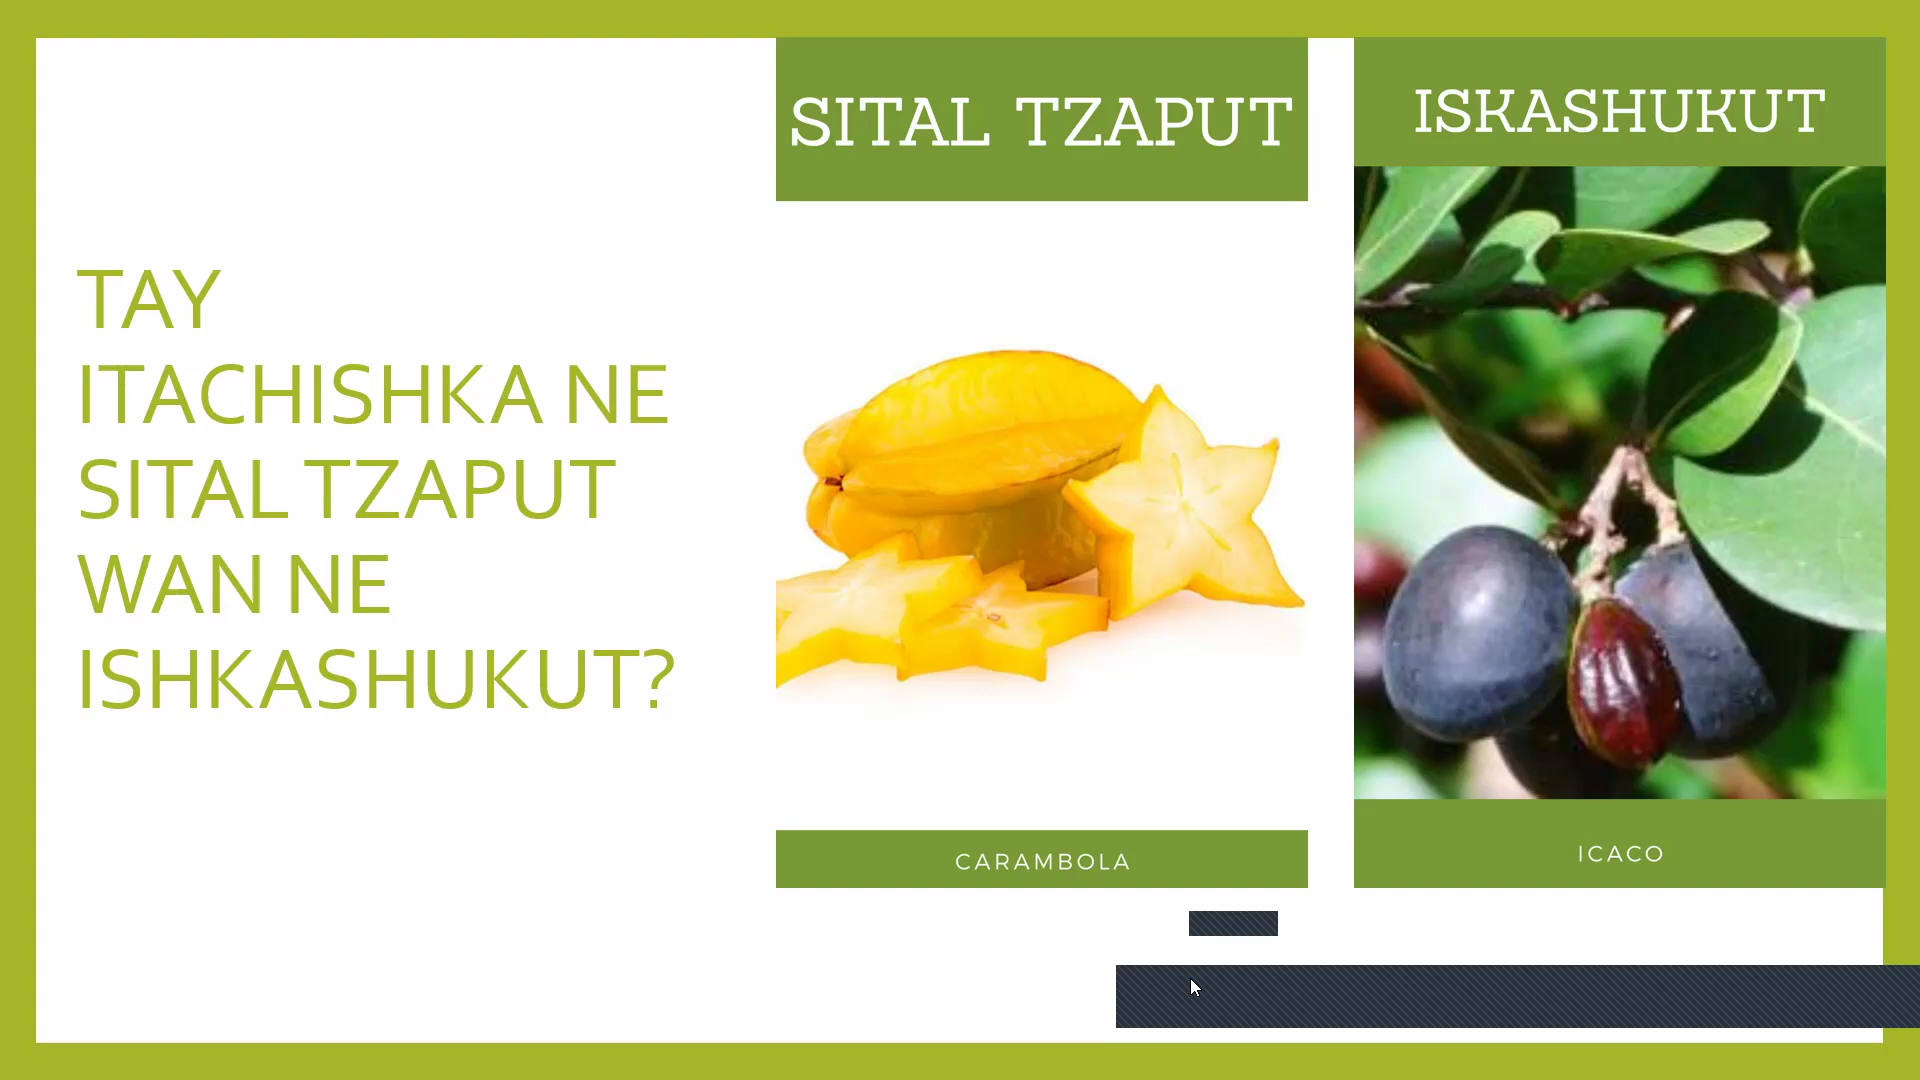 TAY
ITACHISHKA NE
SITAL TZAPUT
WAN NE
ISHKASHUKUT?
SITAL TZAPUT
CARAMBOLA
ISKASHUKUT
ICACO